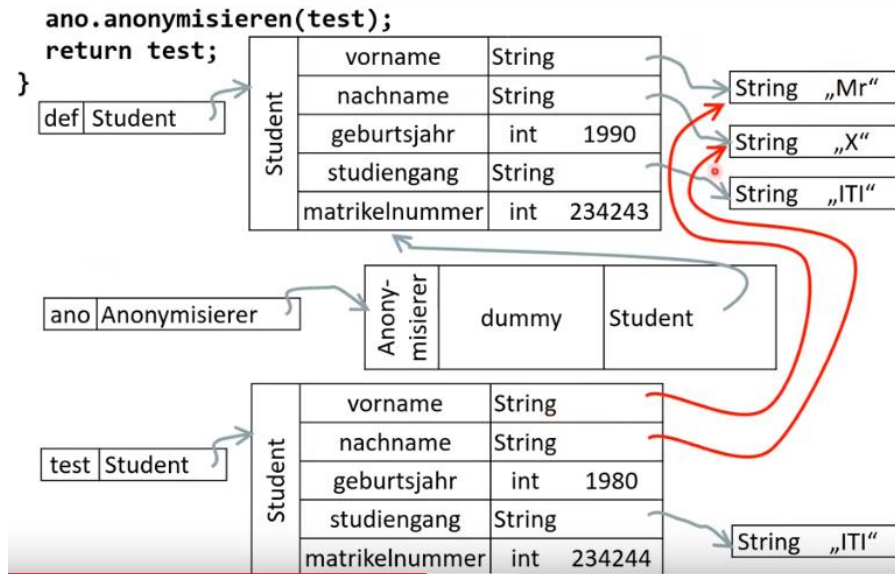 ano.anonymisieren(test);
return test;
}
def Student
Student
vorname String
nachname String
geburtsjahr int 1990
studiengang String
matrikelnummer int 234243
String „Mr“
String „X“
String „ITI“
ano Anonymisierer
Anony-
misierer
dummy Student
test Student
Student
vorname String
nachname String
geburtsjahr int 1980
studiengang String
matrikelnummer int 234244
String „ITI“